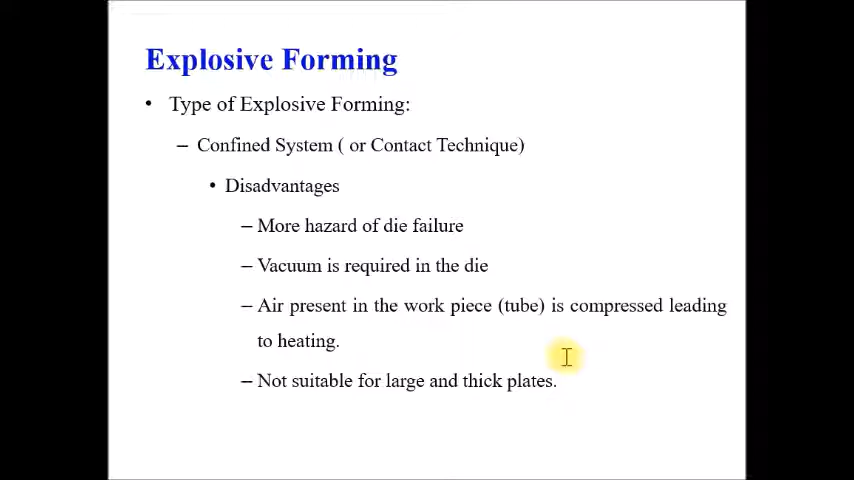 Explosive Forming
• Type of Explosive Forming:
– Confined System ( or Contact Technique)
• Disadvantages
– More hazard of die failure
– Vacuum is required in the die
– Air present in the work piece (tube) is compressed leading
to heating.
– Not suitable for large and thick plates.